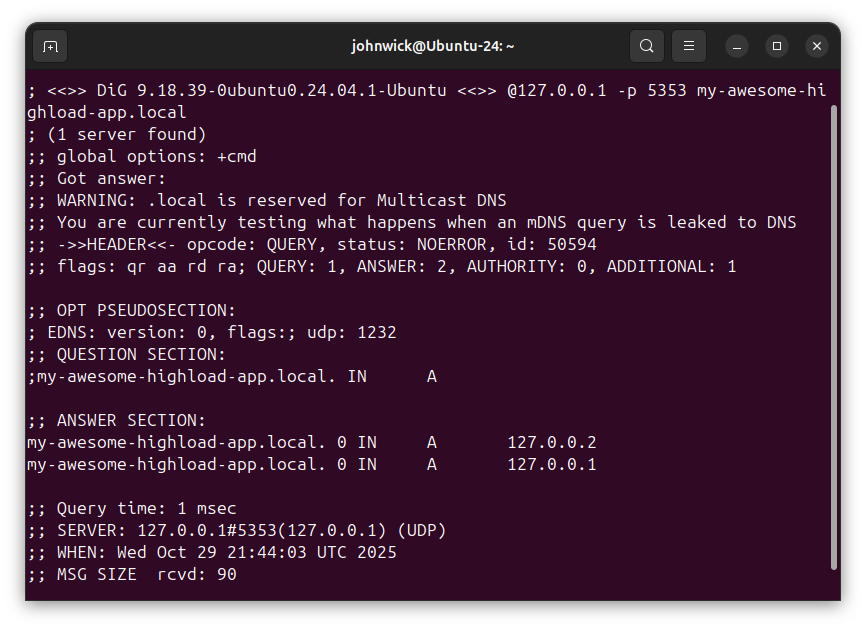 johnwick@Ubuntu-24: ~
; <<>> DiG 9.18.39-0ubuntu0.24.04.1-Ubuntu <<>> @127.0.0.1 -p 5353 my-awesome-hi
ghload-app.local
; (1 server found)
;; global options: +cmd
;; Got answer:
;; WARNING: .local is reserved for Multicast DNS
;; You are currently testing what happens when an mDNS query is leaked to DNS
;; ->>HEADER<<- opcode: QUERY, status: NOERROR, id: 50594
;; flags: qr aa rd ra; QUERY: 1, ANSWER: 2, AUTHORITY: 0, ADDITIONAL: 1
;; OPT PSEUDOSECTION:
; EDNS: version: 0, flags:; udp: 1232
;; QUESTION SECTION:
;my-awesome-highload-app.local. IN      A
;; ANSWER SECTION:
my-awesome-highload-app.local. 0 IN     A       127.0.0.2
my-awesome-highload-app.local. 0 IN     A       127.0.0.1
;; Query time: 1 msec
;; SERVER: 127.0.0.1#5353(127.0.0.1) (UDP)
;; WHEN: Wed Oct 29 21:44:03 UTC 2025
;; MSG SIZE  rcvd: 90